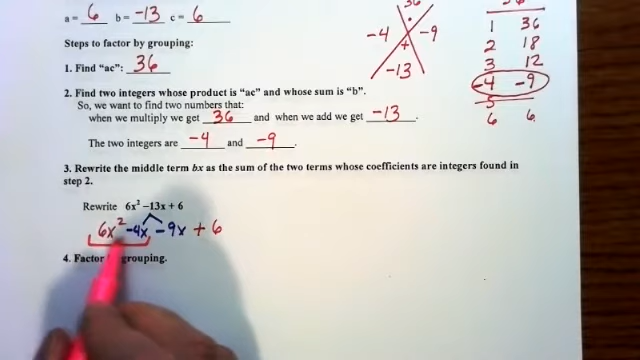 a = 6 b = -13 c = 6
Steps to factor by grouping:
1. Find "ac": 36
2. Find two integers whose product is "ac" and whose sum is "b".
So, we want to find two numbers that:
when we multiply we get 36 and when we add we get -13.
The two integers are -4 and -9.
3. Rewrite the middle term bx as the sum of the two terms whose coefficients are integers found in
step 2.
Rewrite 6x² −13x + 6
6x² -4x -9x + 6
4. Factor grouping.
36
-4 -9
+
-13
36
1 36
2 18
3 12
-4 -9
5
6 6